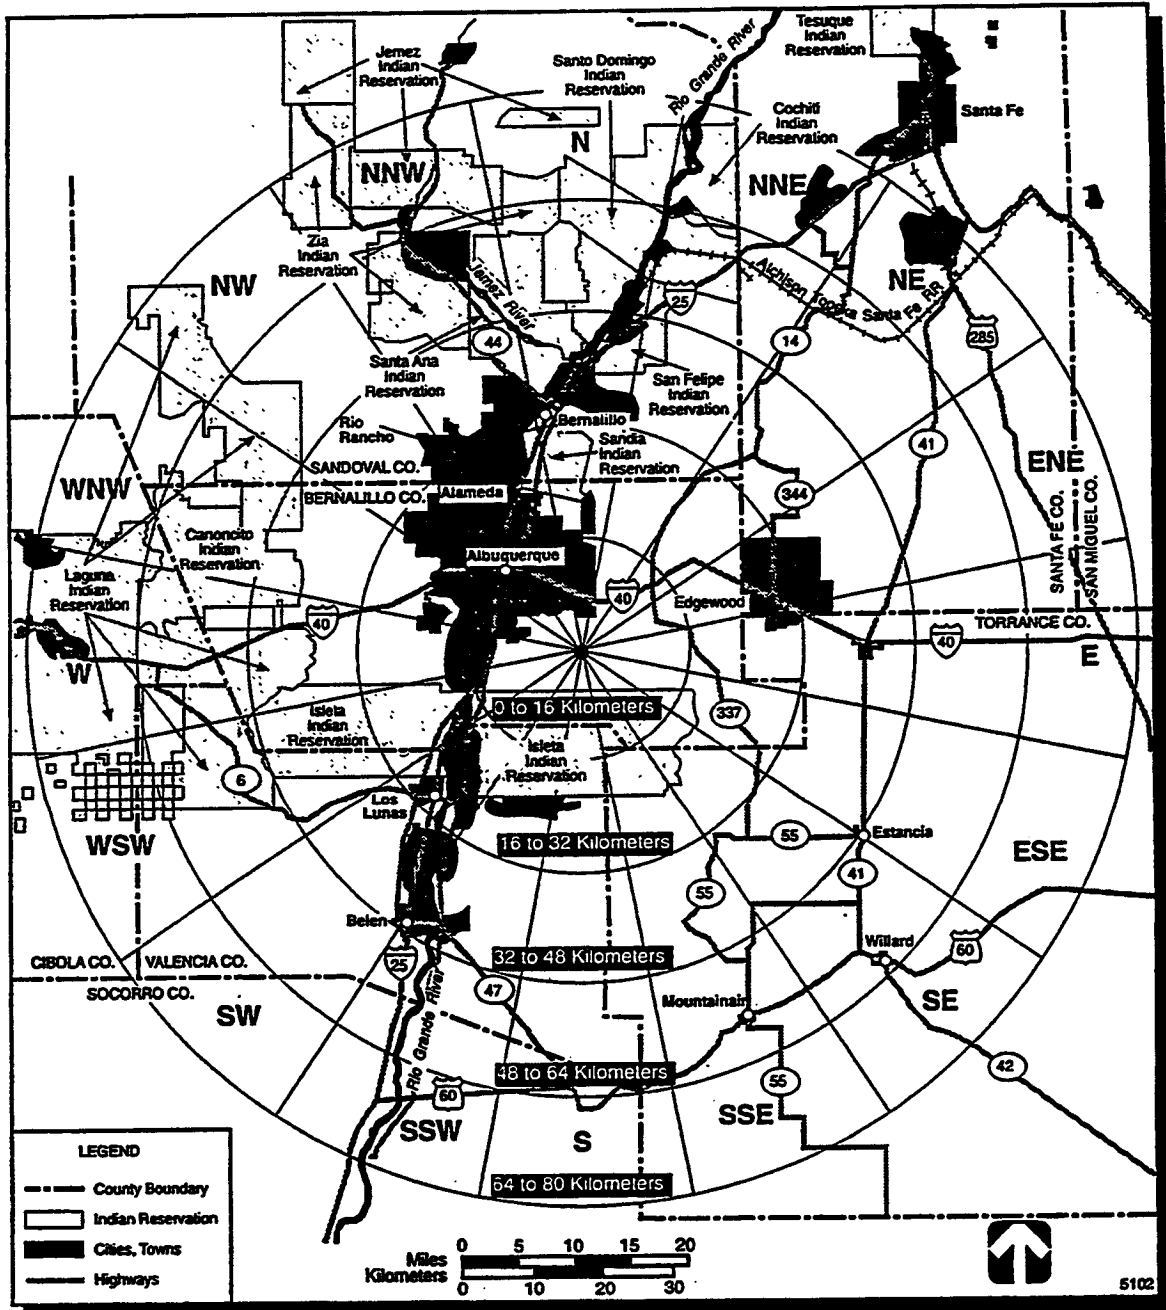 Tesuque
Indian
Reservation
Jemez
Indian
Reservation
Santo Domingo
Indian
Reservation
Rio Grande River
Cochiti
Indian
Reservation
Santa Fe
N
NNW
NNE
Zia
Indian
Reservation
NW
NE
Jemez River
Atchison Topeka Santa Fe RR
25
44
14
285
Santa Ana
Indian
Reservation
San Felipe
Indian
Reservation
Rio
Rancho
Bernalillo
Sandia
Indian
Reservation
41
ENE
SANDOVAL CO.
BERNALILLO CO.
WNW
Alameda
344
SANTA FE CO.
SAN MIGUEL CO.
Canoncito
Indian
Reservation
Albuquerque
Laguna
Indian
Reservation
40
40
Edgewood
TORRANCE CO.
40
E
W
0 to 16 Kilometers
337
Isleta
Indian
Reservation
Isleta
Indian
Reservation
6
Los
Lunas
WSW
16 to 32 Kilometers
55
Estancia
ESE
41
55
Belen
Willard
60
CIBOLA CO.
VALENCIA CO.
25
32 to 48 Kilometers
SOCORRO CO.
47
Mountainair
SE
SW
Rio Grande River
48 to 64 Kilometers
42
55
60
SSW
S
SSE
64 to 80 Kilometers
LEGEND
County Boundary
Indian Reservation
Cities, Towns
Highways
0 5 10 15 20
Miles
Kilometers
0 10 20 30
5102